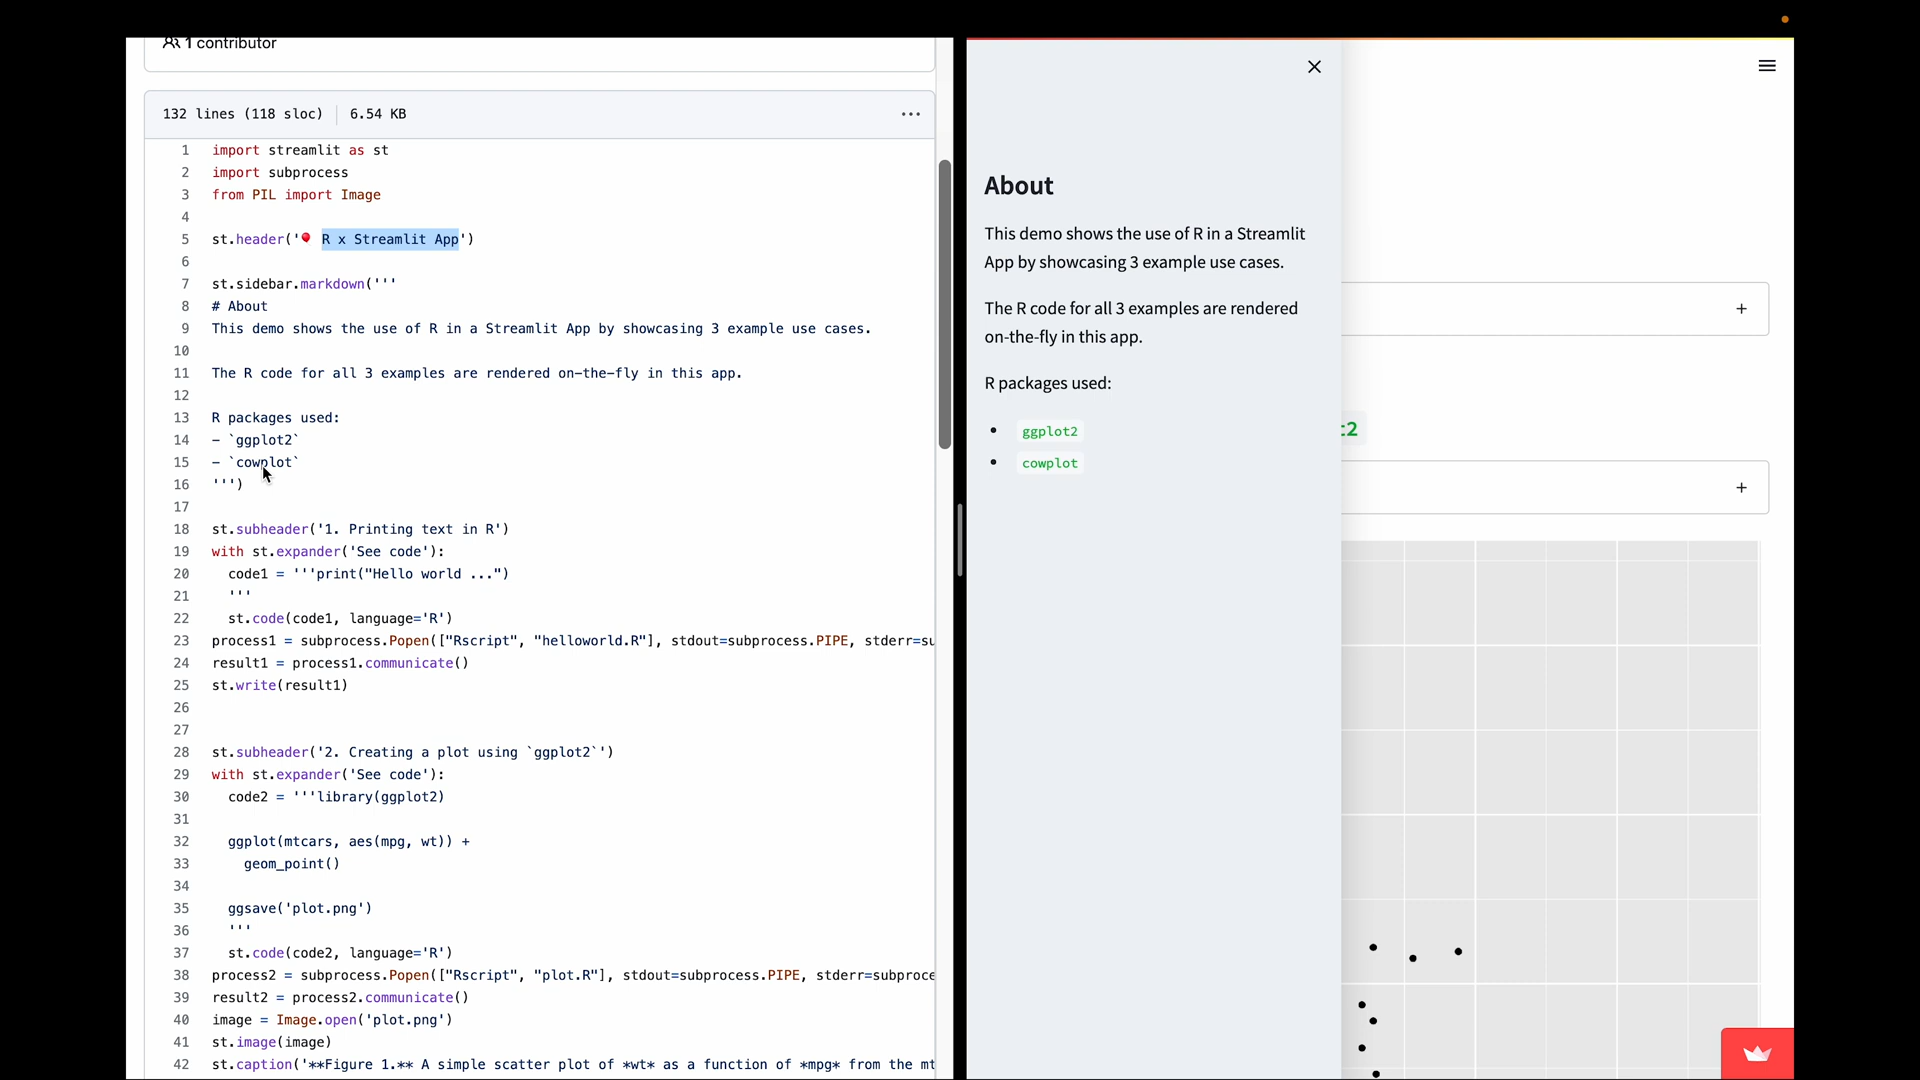 1 contributor
132 lines (118 sloc) 6.54 KB
1 import streamlit as st
2 import subprocess
3 from PIL import Image
4
5 st.header('🎈 R x Streamlit App')
6
7 st.sidebar.markdown('''
8 # About
9 This demo shows the use of R in a Streamlit App by showcasing 3 example use cases.
10
11 The R code for all 3 examples are rendered on-the-fly in this app.
12
13 R packages used:
14 - `ggplot2`
15 - `cowplot`
16 ''')
17
18 st.subheader('1. Printing text in R')
19 with st.expander('See code'):
20 code1 = '''print("Hello world ...")
21 '''
22 st.code(code1, language='R')
23 process1 = subprocess.Popen(["Rscript", "helloworld.R"], stdout=subprocess.PIPE, stderr=su
24 result1 = process1.communicate()
25 st.write(result1)
26
27
28 st.subheader('2. Creating a plot using `ggplot2`')
29 with st.expander('See code'):
30 code2 = '''library(ggplot2)
31
32 ggplot(mtcars, aes(mpg, wt)) +
33 geom_point()
34
35 ggsave('plot.png')
36 '''
37 st.code(code2, language='R')
38 process2 = subprocess.Popen(["Rscript", "plot.R"], stdout=subprocess.PIPE, stderr=subproce
39 result2 = process2.communicate()
40 image = Image.open('plot.png')
41 st.image(image)
42 st.caption('**Figure 1.** A simple scatter plot of *wt* as a function of *mpg* from the mt
About
This demo shows the use of R in a Streamlit
App by showcasing 3 example use cases.
The R code for all 3 examples are rendered
on-the-fly in this app.
R packages used:
• ggplot2
• cowplot
t2